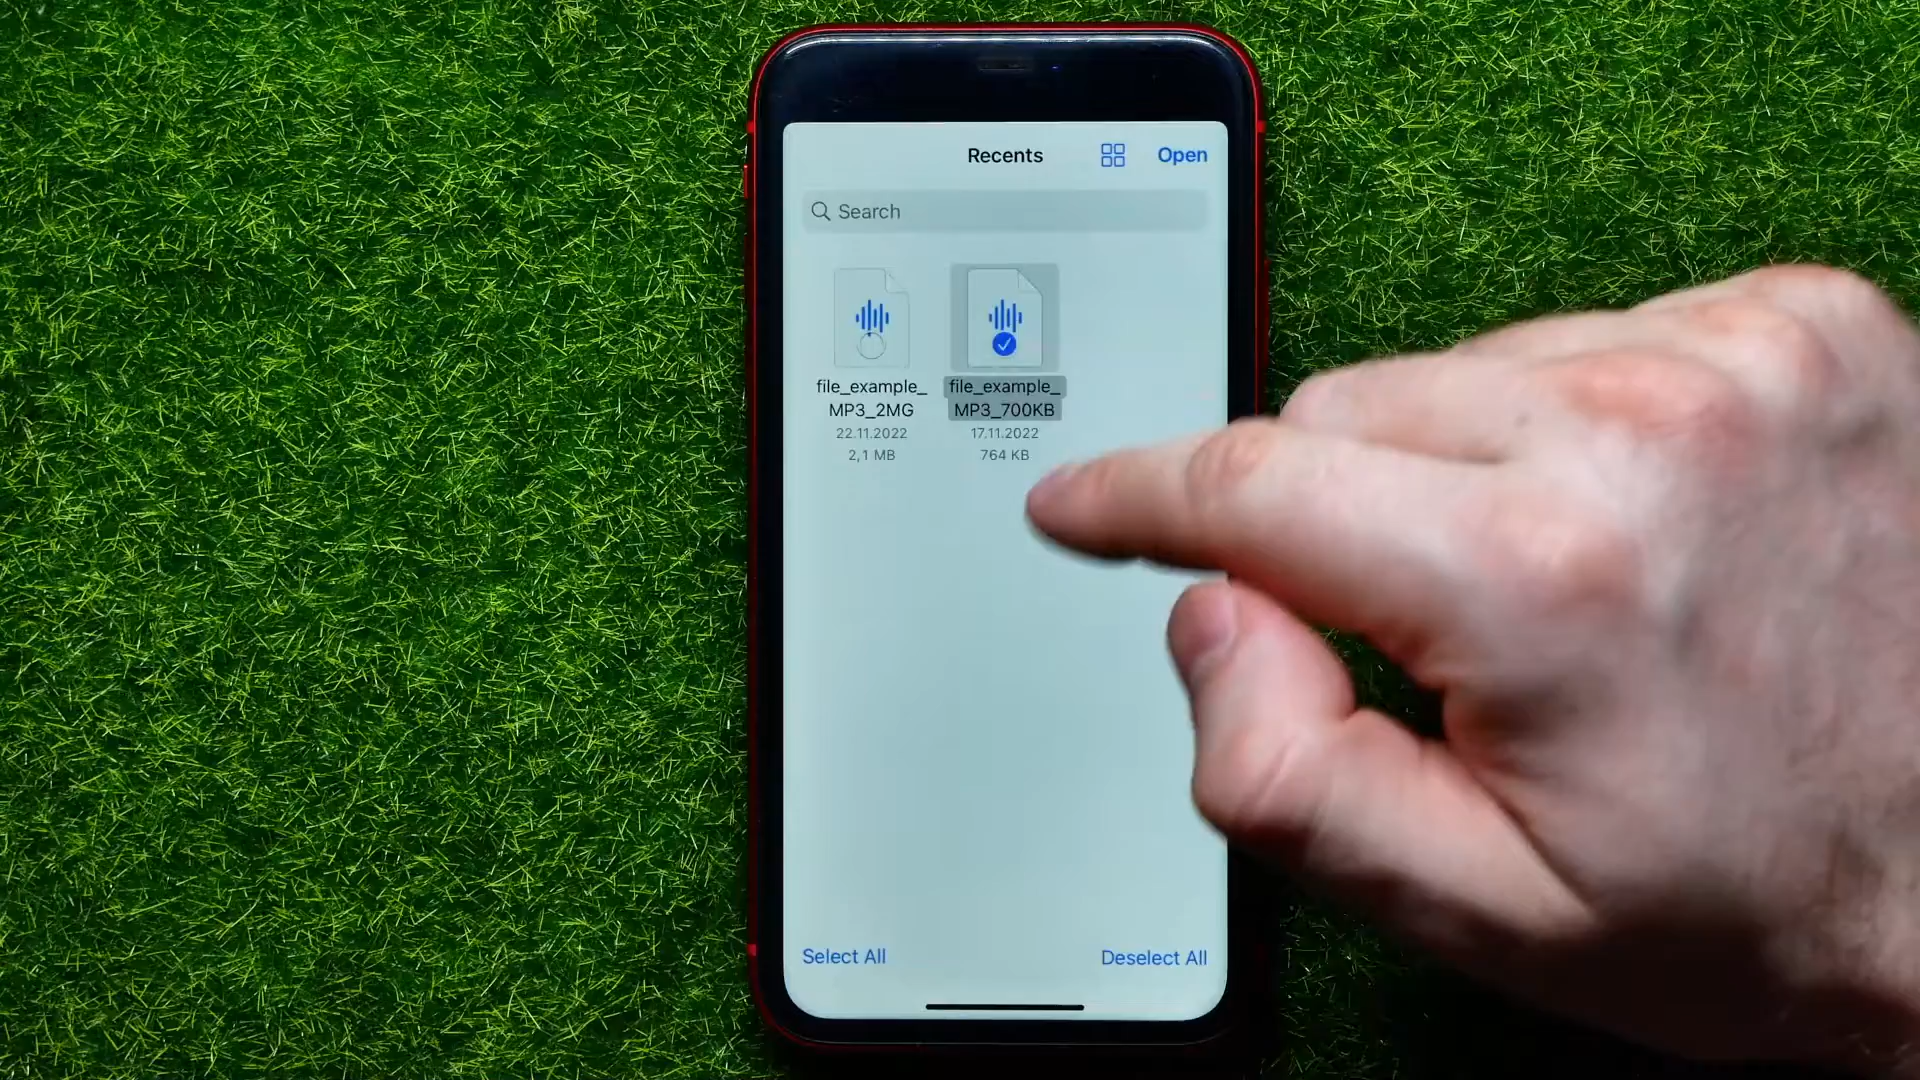 Recents
Open
Search
file_example_
MP3_2MG
22.11.2022
2,1 MB
file_example_
MP3_700KB
17.11.2022
764 KB
Select All
Deselect All